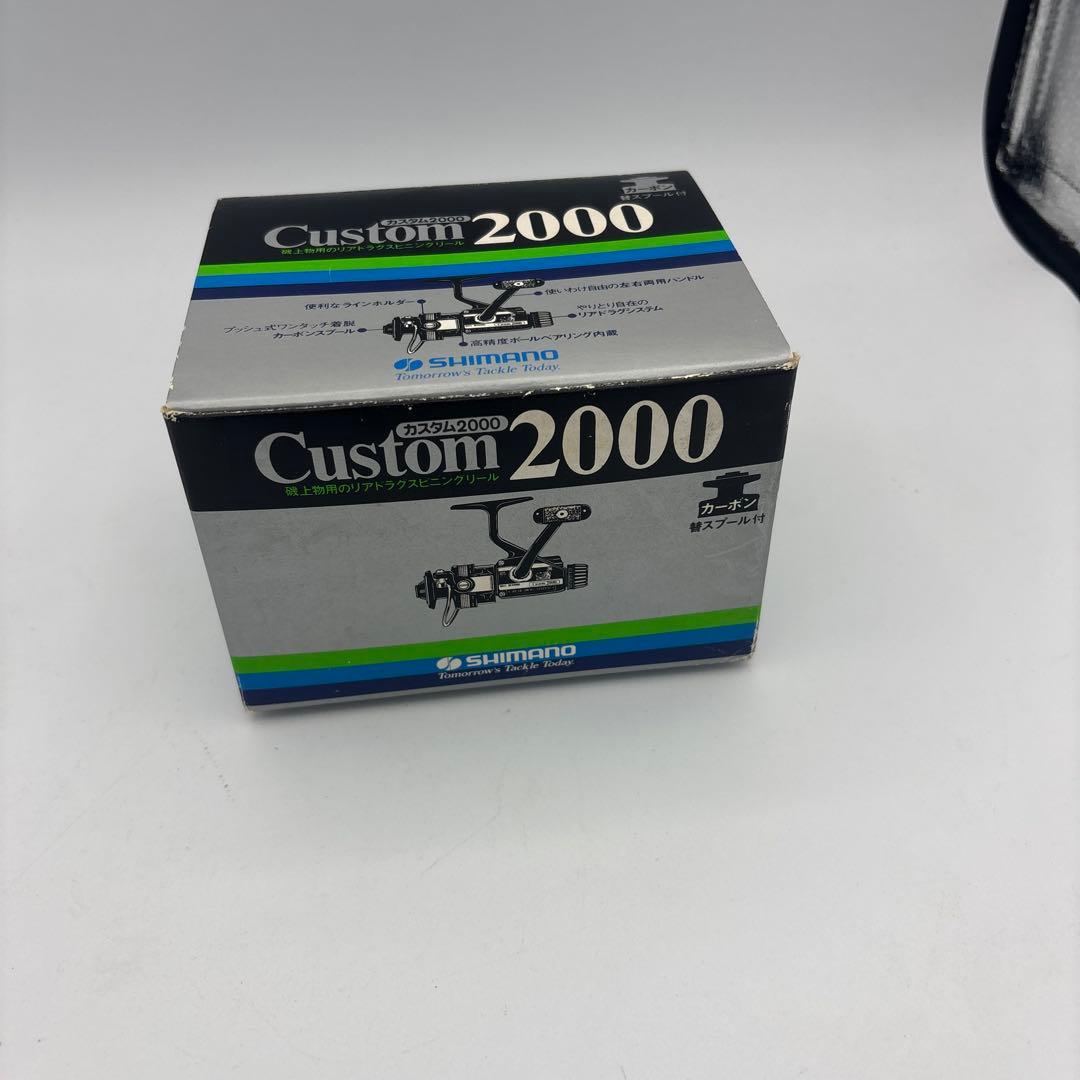 カスタム2000
Custom 2000
磯上物用のリアドラグスピニングリール
カーボン
替スプール付
便利なラインホルダー
使いわけ自由の左右両用ハンドル
プッシュ式ワンタッチ着脱
カーボンスプール
やりとり自在の
リアドラグシステム
高精度ボールベアリング内蔵
SHIMANO
Tomorrow's Tackle Today.
カスタム2000
Custom 2000
磯上物用のリアドラグスピニングリール
カーボン
替スプール付
SHIMANO
Tomorrow's Tackle Today.